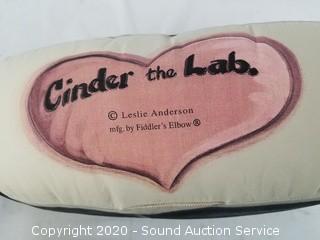 Cinder the Lab.
© Leslie Anderson
mfg. by Fiddler's Elbow®
Copyright 2020 - Sound Auction Service